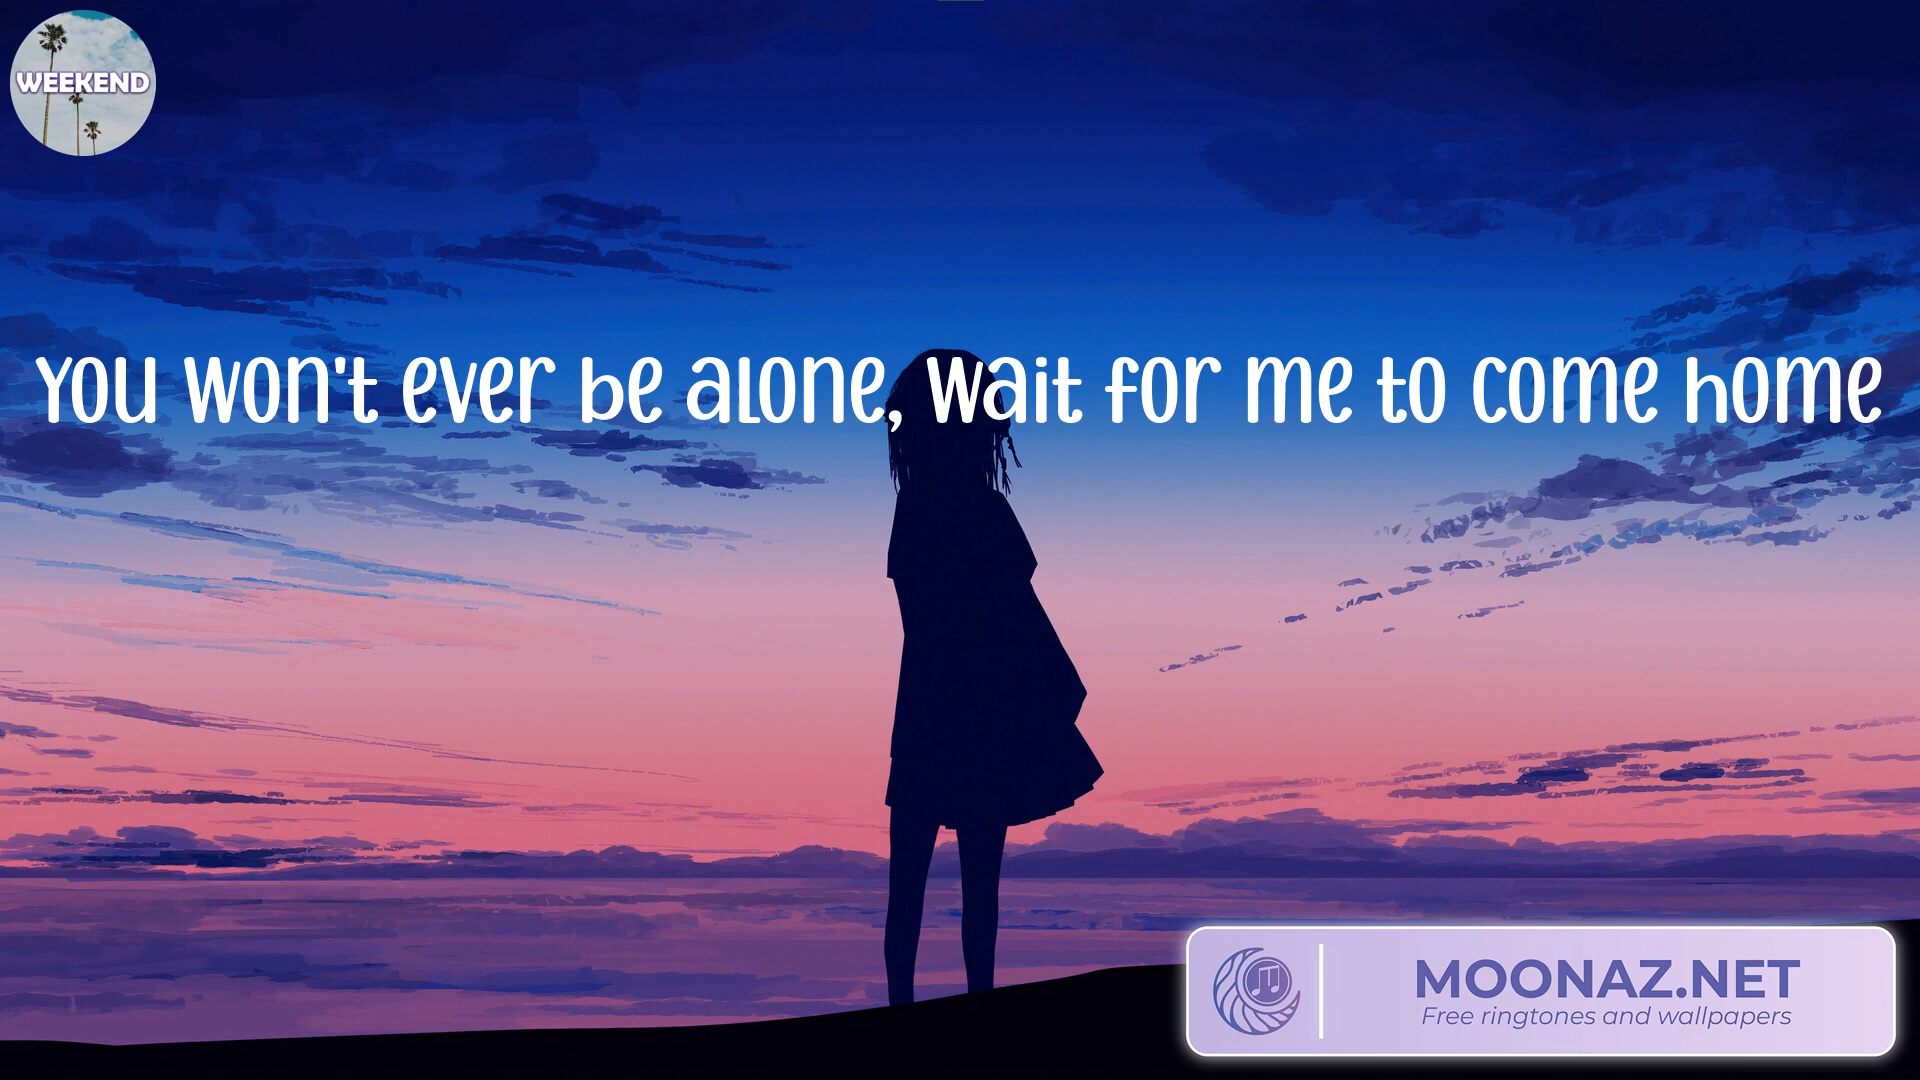 WEEKEND
You won't ever be alone, Wait for me to come home
MOONAZ.NET
Free ringtones and wallpapers